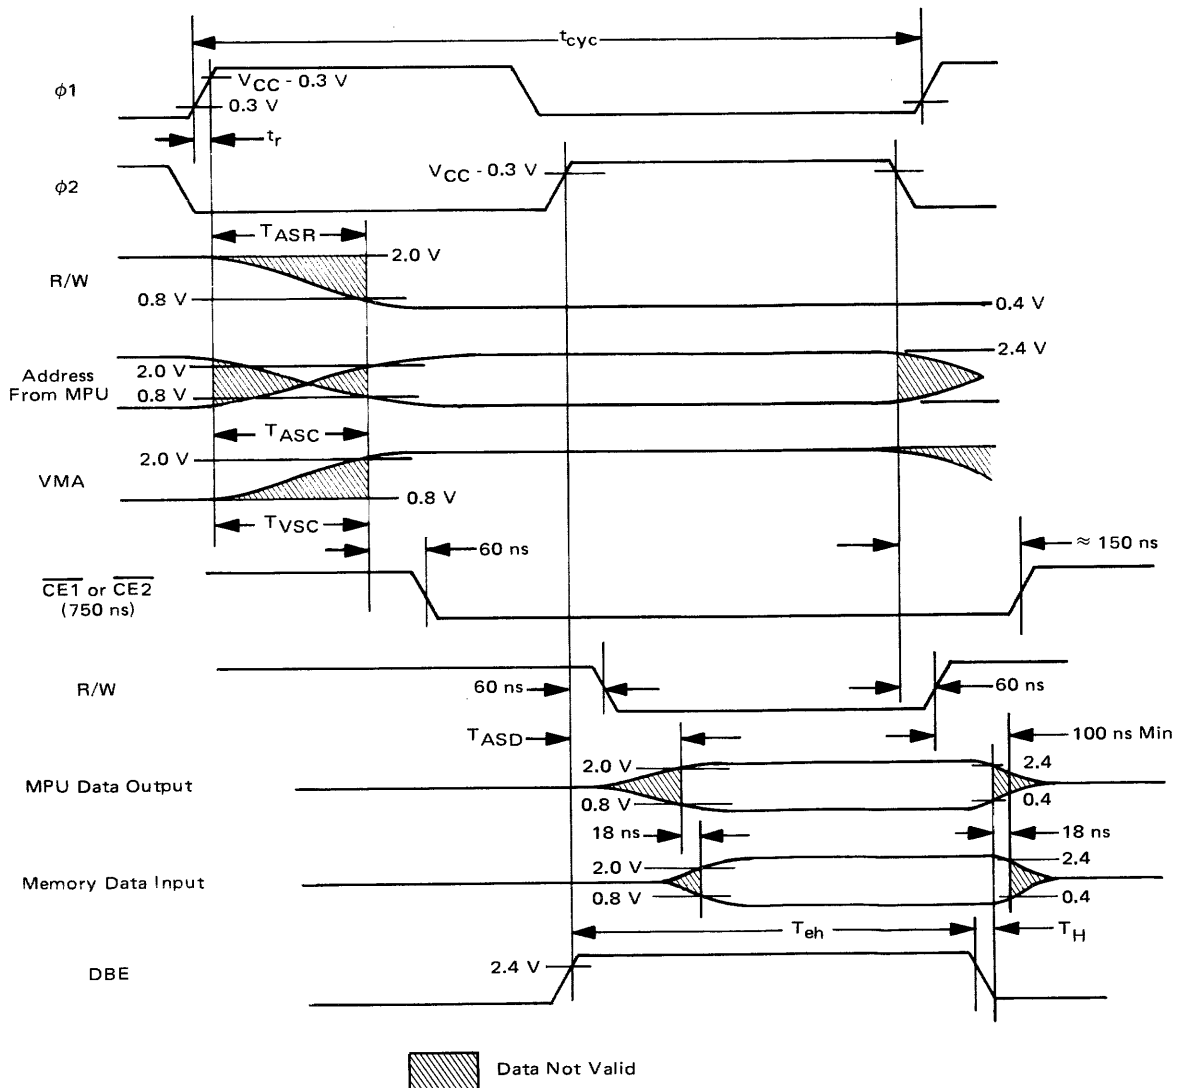 tcyc
ϕ1
VCC - 0.3 V
0.3 V
tr
ϕ2
VCC - 0.3 V
TASR
2.0 V
R/W
0.8 V
0.4 V
2.4 V
Address
From MPU
2.0 V
0.8 V
TASC
2.0 V
VMA
0.8 V
TVSC
60 ns
≈ 150 ns
C̅E̅1̅ or C̅E̅2̅
(750 ns)
R/W
60 ns
60 ns
TASD
100 ns Min
MPU Data Output
2.0 V
2.4
0.8 V
0.4
18 ns
18 ns
Memory Data Input
2.0 V
2.4
0.8 V
0.4
Teh
TH
DBE
2.4 V
Data Not Valid